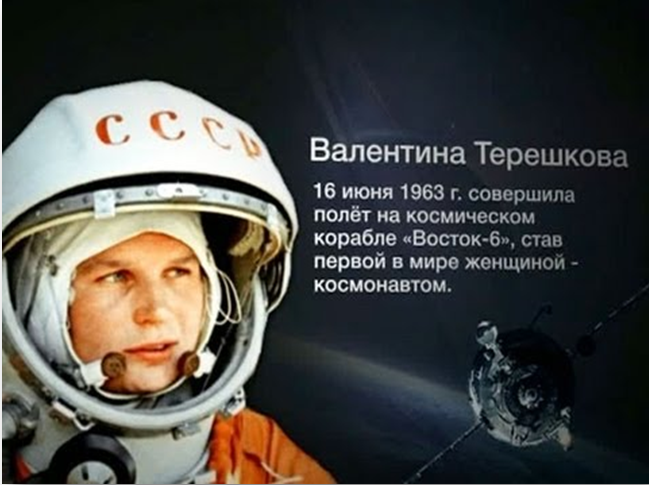 СССР
Валентина Терешкова
16 июня 1963 г. совершила
полёт на космическом
корабле «Восток-6», став
первой в мире женщиной -
космонавтом.